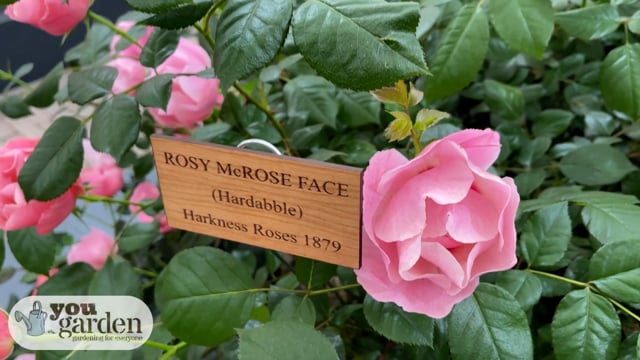 ROSY McROSE FACE
(Hardabble)
Harkness Roses 1879
you
garden
gardening for everyone